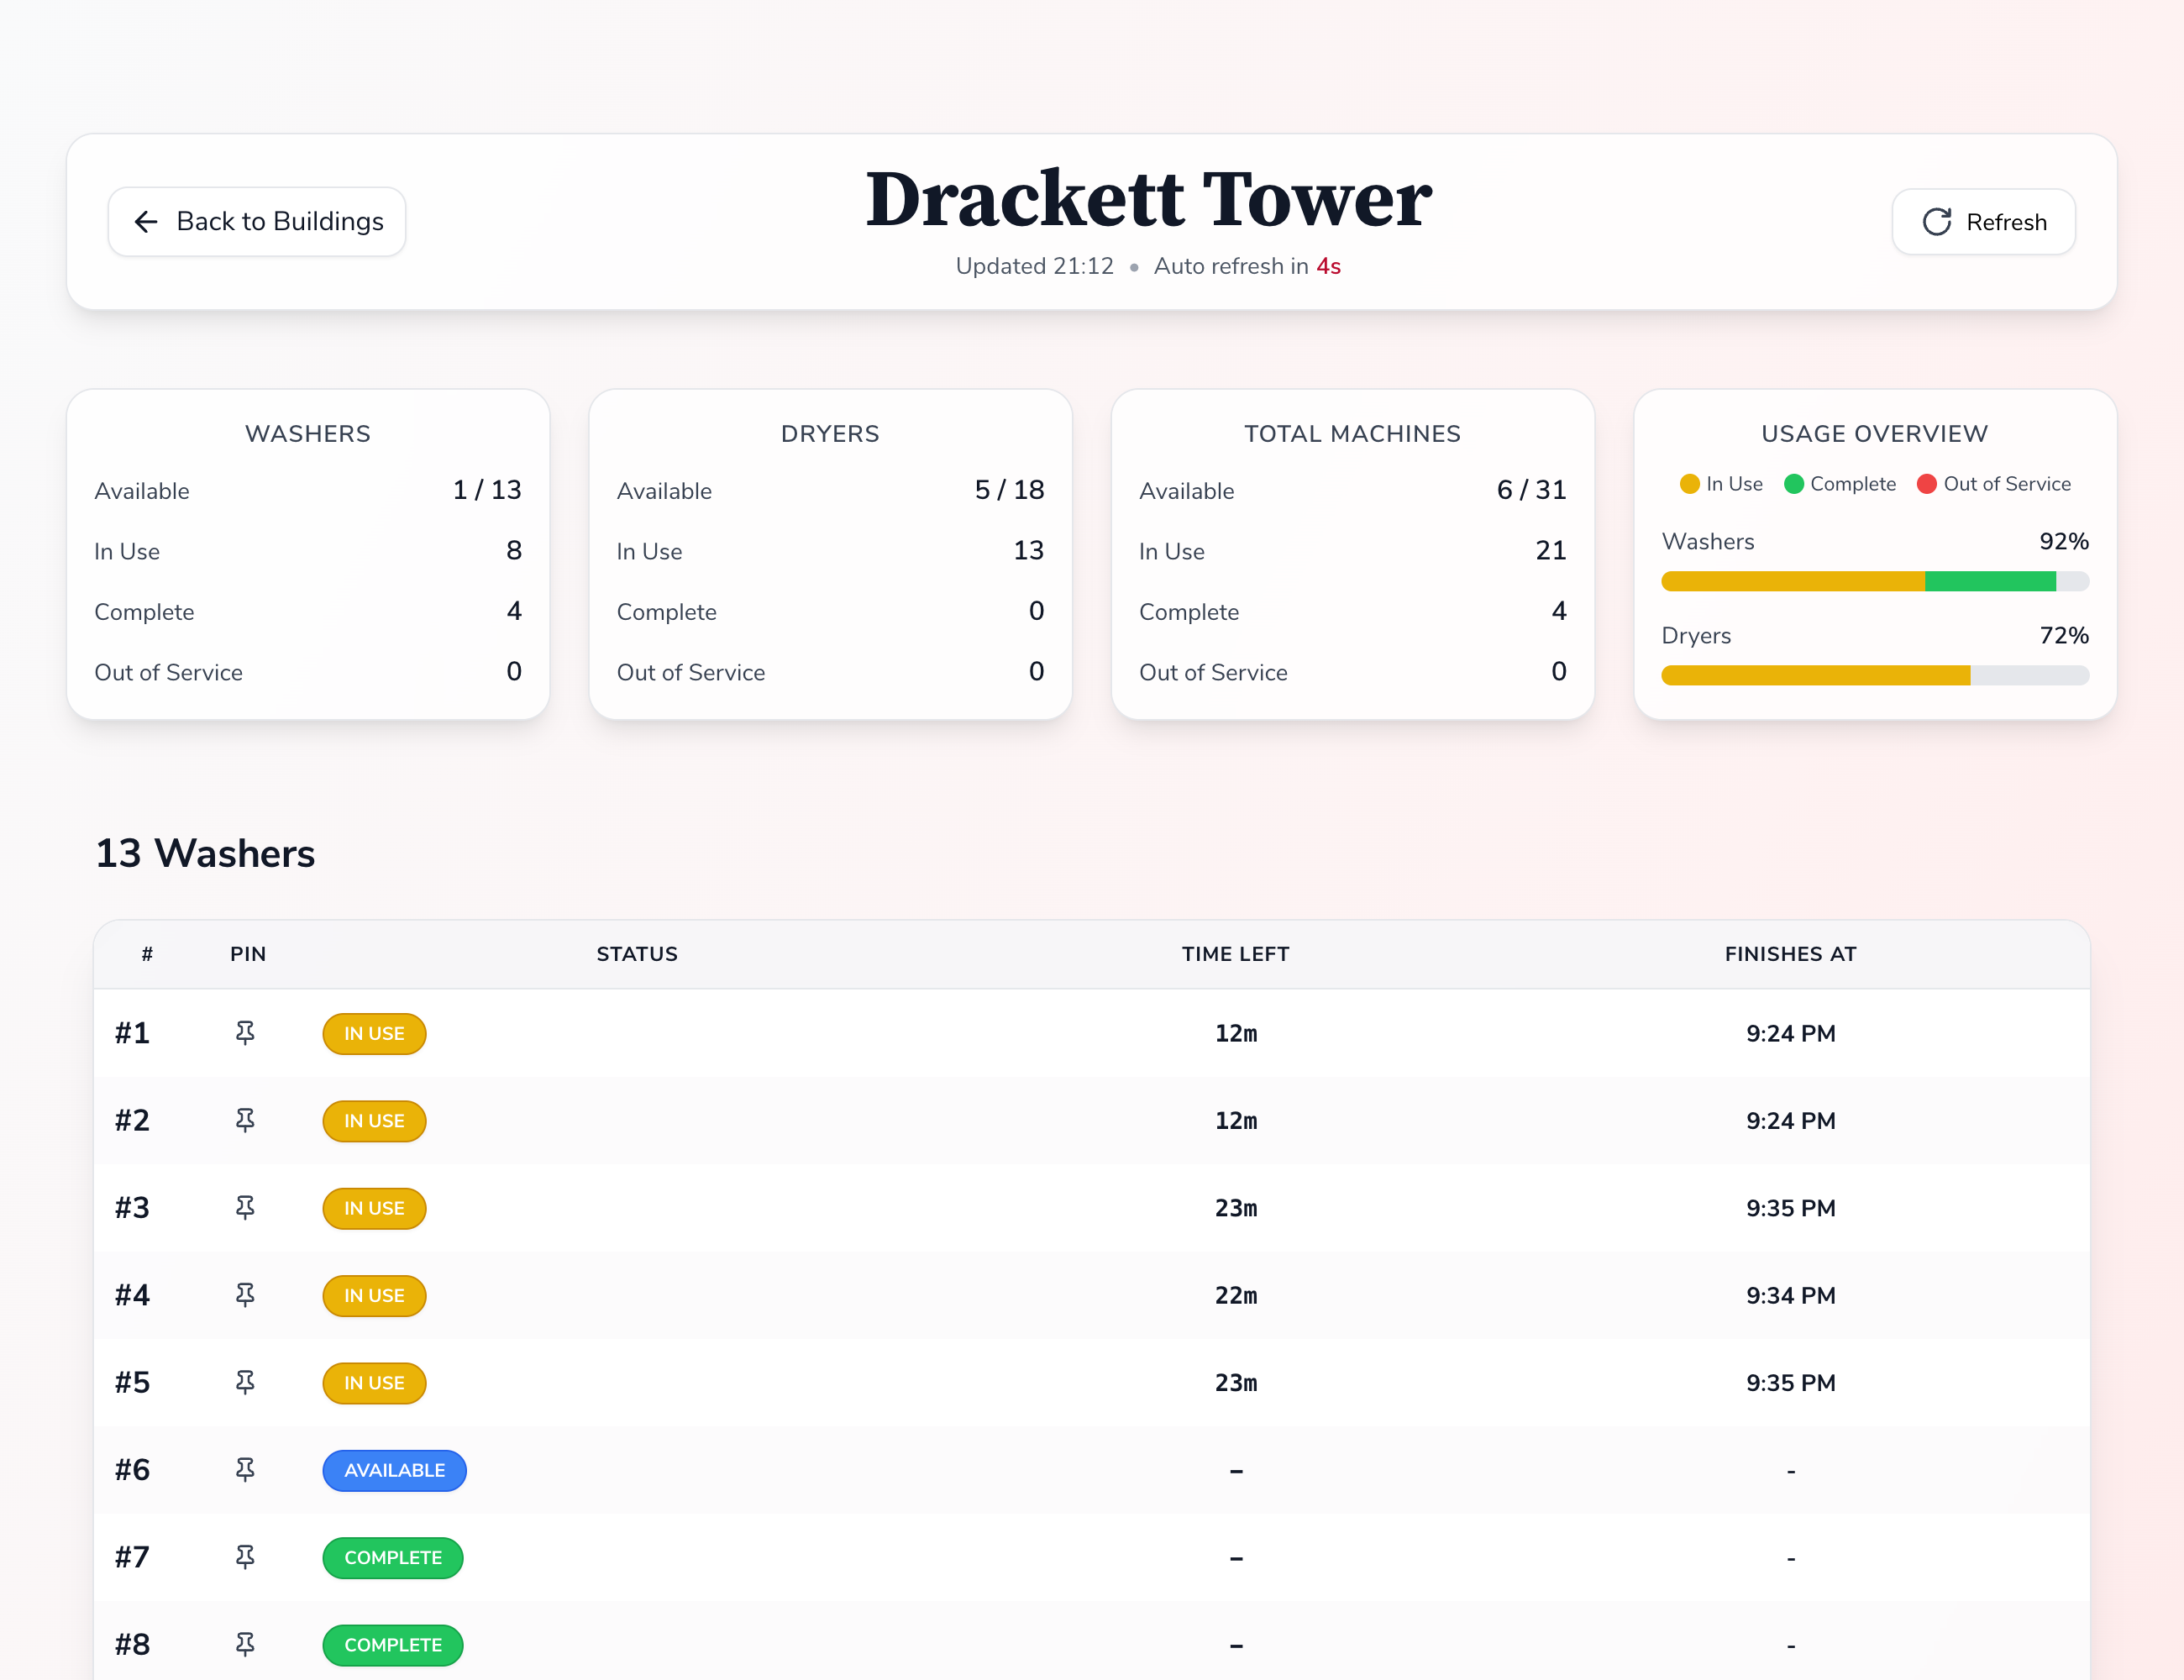 Back to Buildings
Drackett Tower
Updated 21:12 • Auto refresh in 4s
Refresh
WASHERS
Available 1 / 13
In Use 8
Complete 4
Out of Service 0
DRYERS
Available 5 / 18
In Use 13
Complete 0
Out of Service 0
TOTAL MACHINES
Available 6 / 31
In Use 21
Complete 4
Out of Service 0
USAGE OVERVIEW
In Use Complete Out of Service
Washers 92%
Dryers 72%
13 Washers
# PIN STATUS TIME LEFT FINISHES AT
#1 IN USE 12m 9:24 PM
#2 IN USE 12m 9:24 PM
#3 IN USE 23m 9:35 PM
#4 IN USE 22m 9:34 PM
#5 IN USE 23m 9:35 PM
#6 AVAILABLE – -
#7 COMPLETE – -
#8 COMPLETE – -